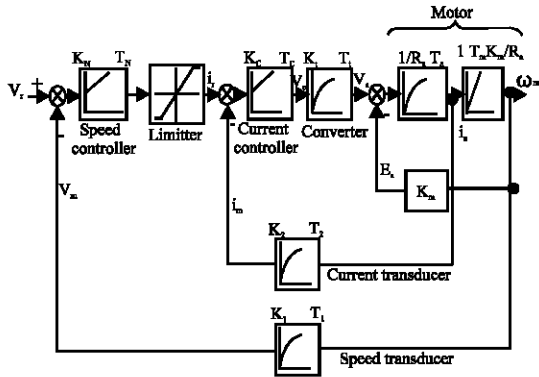 Motor
K_N T_N
K_C T_C
K_t T_t
1/R_a T_a
1 T_m K_m/R_a
V_r
+
-
i_r
-
V_c
V_a
-
ω_m
Speed
controller
Limitter
Current
controller
Converter
i_a
E_a
K_m
V_m
i_m
K_2 T_2
Current transducer
K_1 T_1
Speed transducer